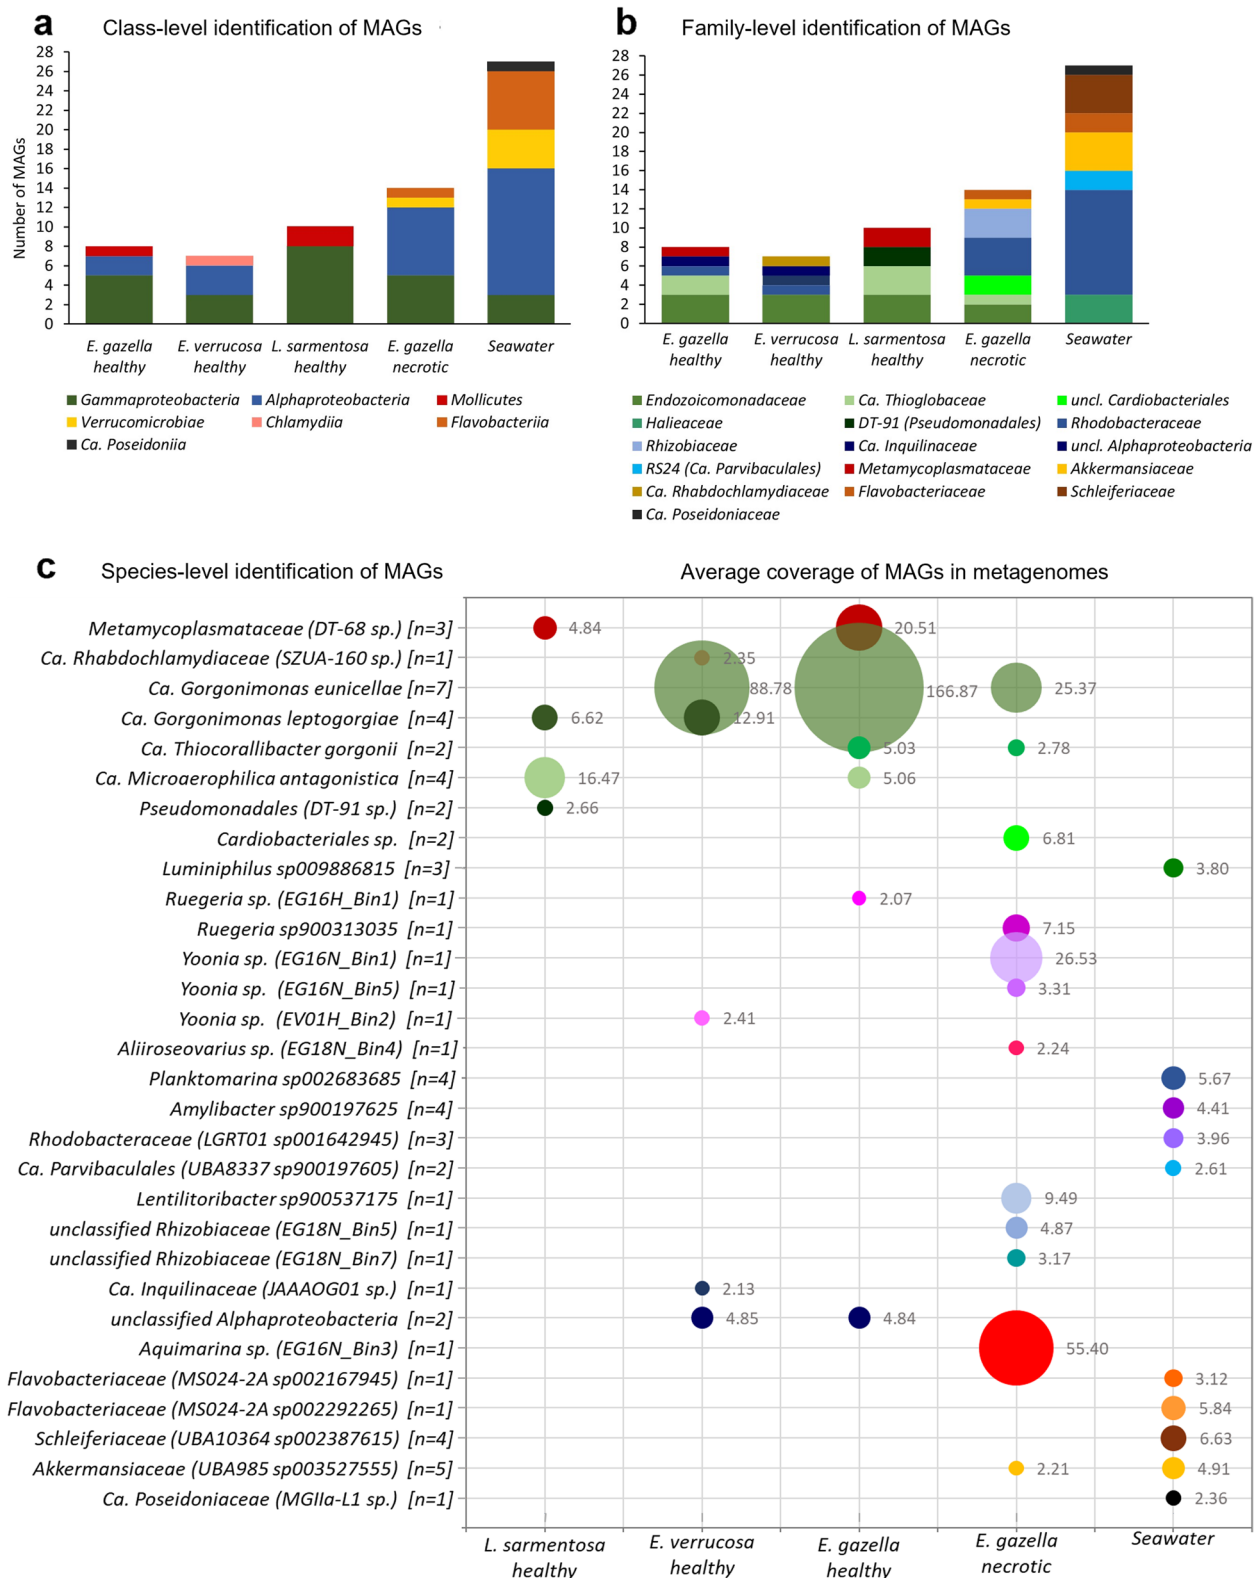 a Class-level identification of MAGs
Number of MAGs
28
26
24
22
20
18
16
14
12
10
8
6
4
2
0
E. gazella healthy
E. verrucosa healthy
L. sarmentosa healthy
E. gazella necrotic
Seawater
Gammaproteobacteria Alphaproteobacteria Mollicutes
Verrucomicrobiae Chlamydiia Flavobacteriia
Ca. Poseidoniia
b Family-level identification of MAGs
28
26
24
22
20
18
16
14
12
10
8
6
4
2
0
E. gazella healthy
E. verrucosa healthy
L. sarmentosa healthy
E. gazella necrotic
Seawater
Endozoicomonadaceae Ca. Thioglobaceae uncl. Cardiobacteriales
Halieaceae DT-91 (Pseudomonadales) Rhodobacteraceae
Rhizobiaceae Ca. Inquilinaceae uncl. Alphaproteobacteria
RS24 (Ca. Parvibaculales) Metamycoplasmataceae Akkermansiaceae
Ca. Rhabdochlamydiaceae Flavobacteriaceae Schleiferiaceae
Ca. Poseidoniaceae
c Species-level identification of MAGs Average coverage of MAGs in metagenomes
Metamycoplasmataceae (DT-68 sp.) [n=3] 4.84 20.51
Ca. Rhabdochlamydiaceae (SZUA-160 sp.) [n=1] 2.35
Ca. Gorgonimonas eunicellae [n=7] 88.78 166.87 25.37
Ca. Gorgonimonas leptogorgiae [n=4] 6.62 12.91
Ca. Thiocorallibacter gorgonii [n=2] 5.03 2.78
Ca. Microaerophilica antagonistica [n=4] 16.47 5.06
Pseudomonadales (DT-91 sp.) [n=2] 2.66
Cardiobacteriales sp. [n=2] 6.81
Luminiphilus sp009886815 [n=3] 3.80
Ruegeria sp. (EG16H_Bin1) [n=1] 2.07
Ruegeria sp900313035 [n=1] 7.15
Yoonia sp. (EG16N_Bin1) [n=1] 26.53
Yoonia sp. (EG16N_Bin5) [n=1] 3.31
Yoonia sp. (EV01H_Bin2) [n=1] 2.41
Aliiroseovarius sp. (EG18N_Bin4) [n=1] 2.24
Planktomarina sp002683685 [n=4] 5.67
Amylibacter sp900197625 [n=4] 4.41
Rhodobacteraceae (LGRT01 sp001642945) [n=3] 3.96
Ca. Parvibaculales (UBA8337 sp900197605) [n=2] 2.61
Lentilitoribacter sp900537175 [n=1] 9.49
unclassified Rhizobiaceae (EG18N_Bin5) [n=1] 4.87
unclassified Rhizobiaceae (EG18N_Bin7) [n=1] 3.17
Ca. Inquilinaceae (JAAAOG01 sp.) [n=1] 2.13
unclassified Alphaproteobacteria [n=2] 4.85 4.84
Aquimarina sp. (EG16N_Bin3) [n=1] 55.40
Flavobacteriaceae (MS024-2A sp002167945) [n=1] 3.12
Flavobacteriaceae (MS024-2A sp002292265) [n=1] 5.84
Schleiferiaceae (UBA10364 sp002387615) [n=4] 6.63
Akkermansiaceae (UBA985 sp003527555) [n=5] 2.21 4.91
Ca. Poseidoniaceae (MGIIa-L1 sp.) [n=1] 2.36
L. sarmentosa healthy
E. verrucosa healthy
E. gazella healthy
E. gazella necrotic
Seawater